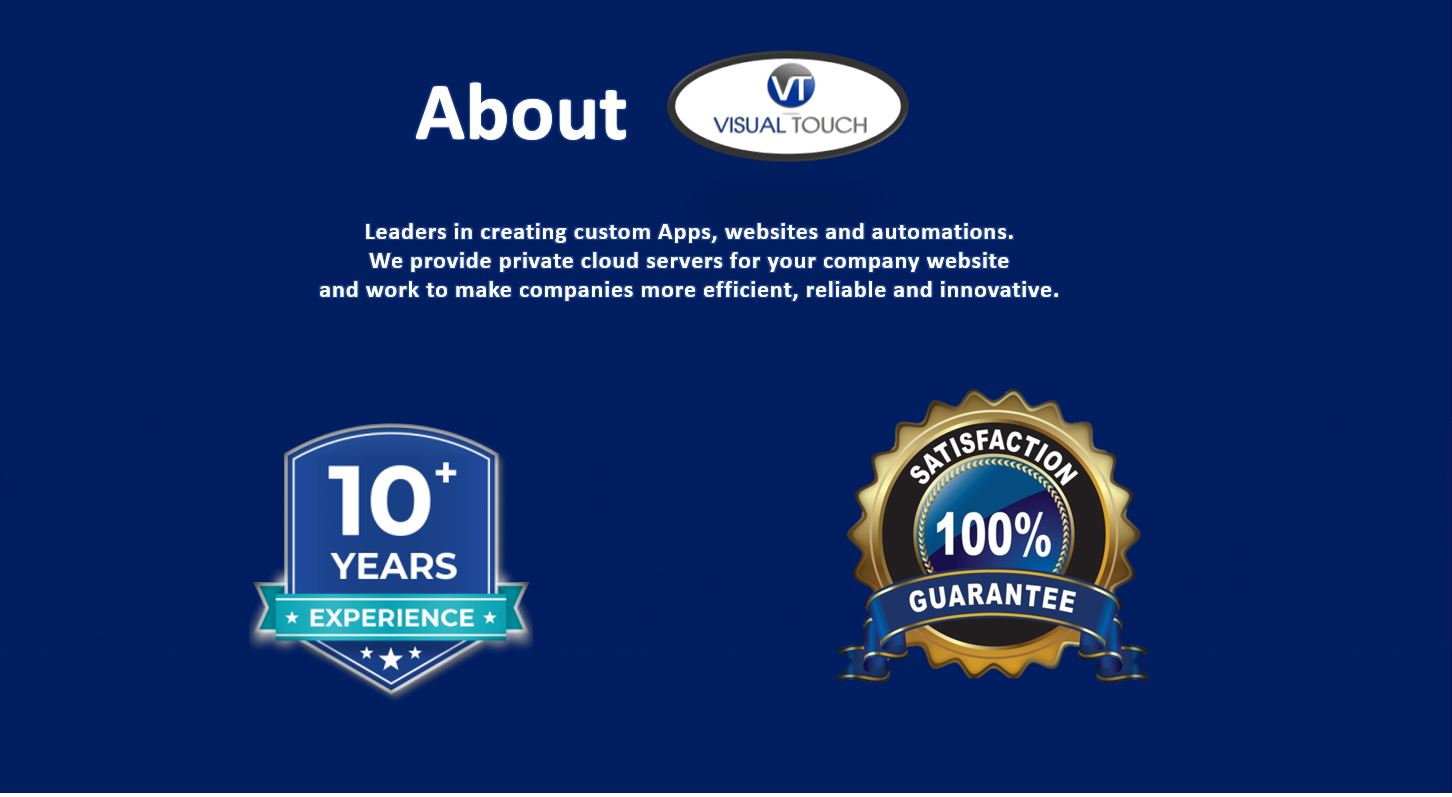 About
VT
VISUAL TOUCH
Leaders in creating custom Apps, websites and automations.
We provide private cloud servers for your company website
and work to make companies more efficient, reliable and innovative.
10+
YEARS
EXPERIENCE
SATISFACTION
100%
GUARANTEE